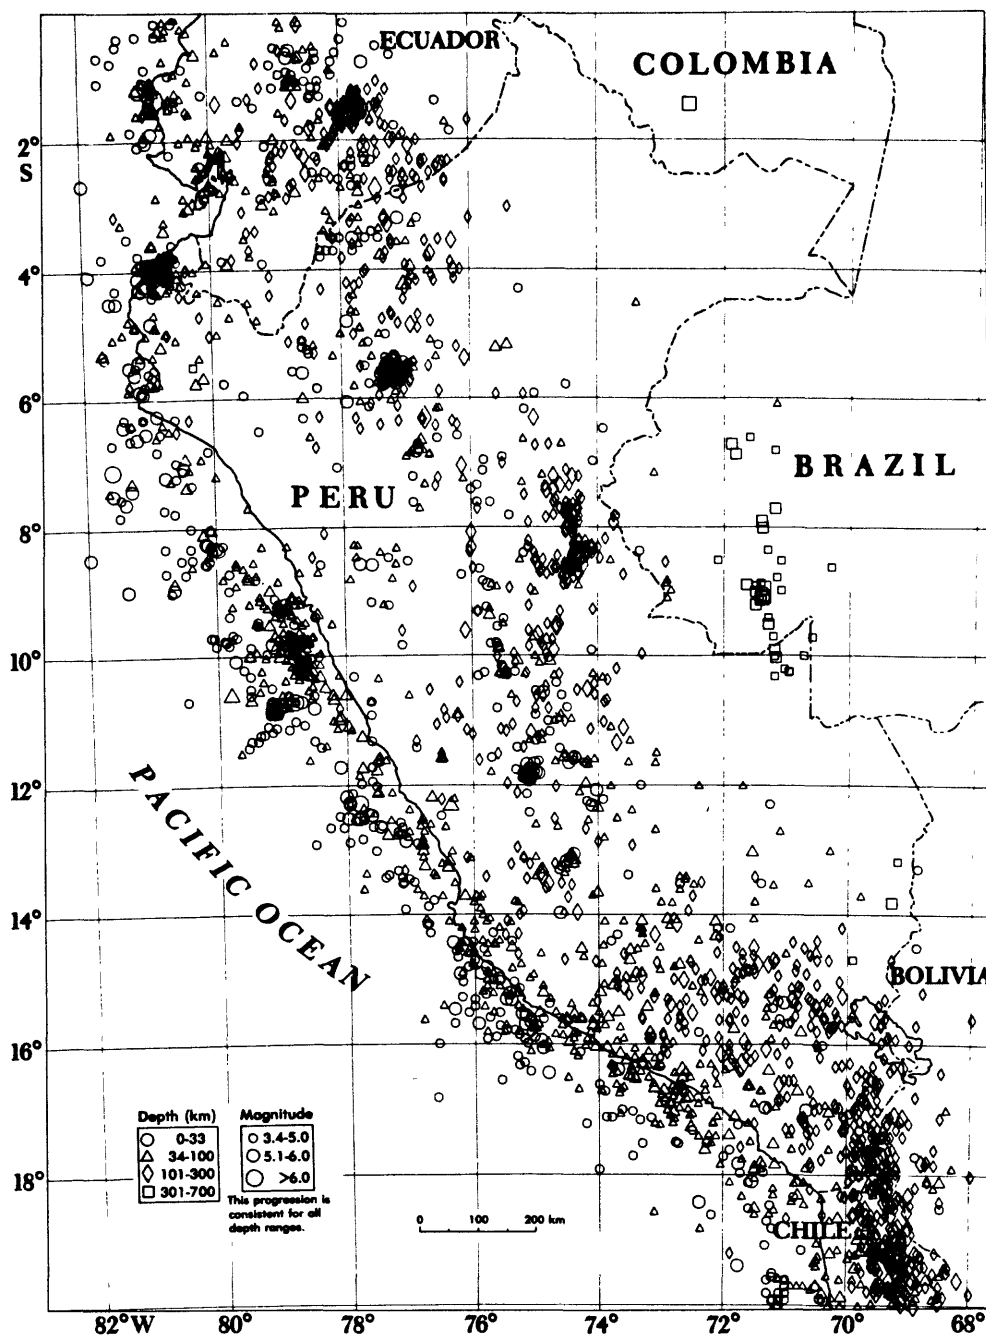 ECUADOR
COLOMBIA
2°
S
4°
6°
BRAZIL
PERU
8°
10°
12°
PACIFIC OCEAN
14°
BOLIVIA
16°
Depth (km)
0-33
34-100
101-300
301-700
Magnitude
3.4-5.0
5.1-6.0
>6.0
This progression is
consistent for all
depth ranges.
18°
0 100 200 km
CHILE
82° W 80° 78° 76° 74° 72° 70° 68°